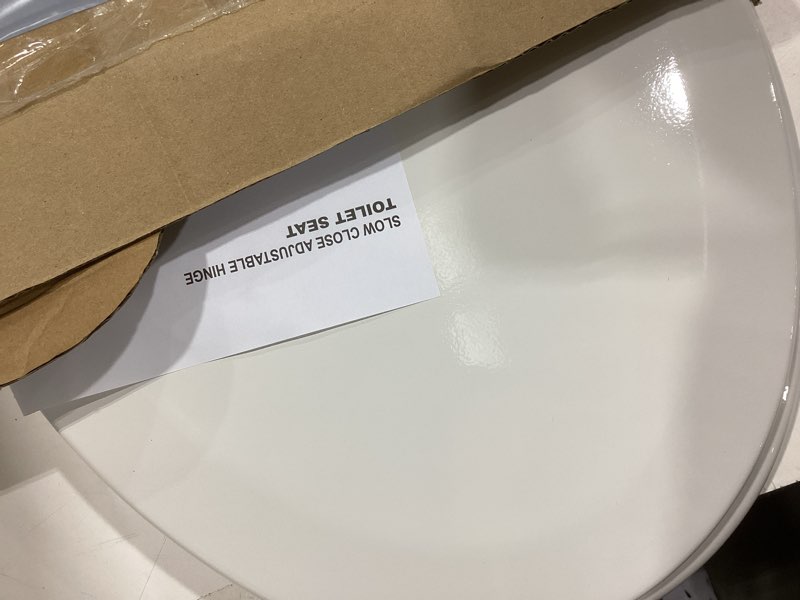 SLOW CLOSE ADJUSTABLE HINGE
TOILET SEAT